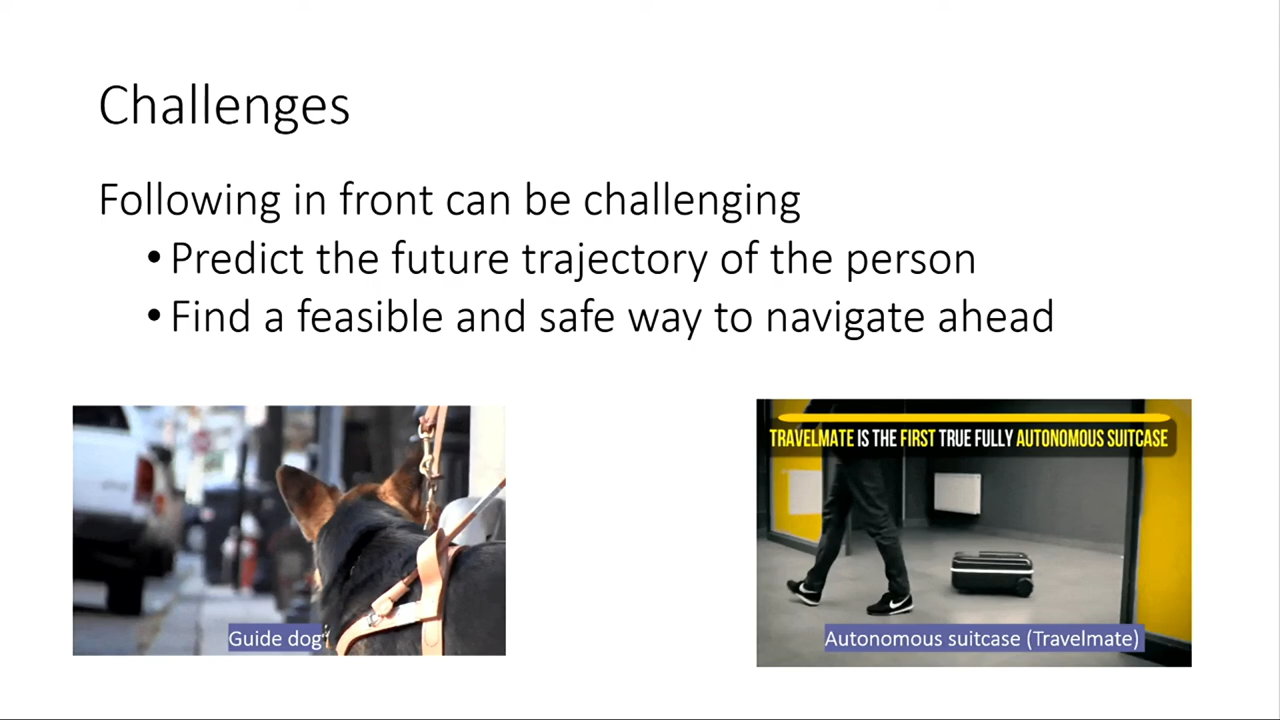 Challenges
Following in front can be challenging
• Predict the future trajectory of the person
• Find a feasible and safe way to navigate ahead
TRAVELMATE IS THE FIRST TRUE FULLY AUTONOMOUS SUITCASE
Guide dog
Autonomous suitcase (Travelmate)